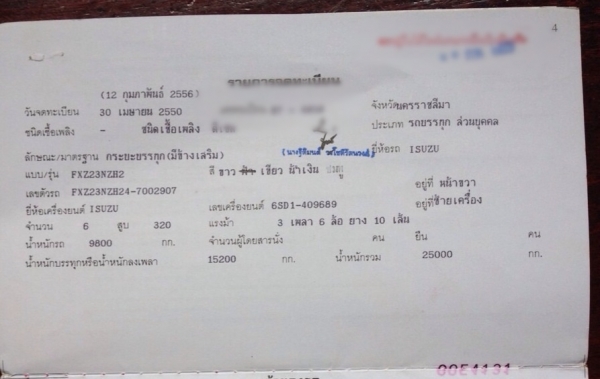 4
รายการจดทะเบียน
(12 กุมภาพันธ์ 2556)
วันจดทะเบียน 30 เมษายน 2550 จังหวัดนครราชสีมา
ชนิดเชื้อเพลิง - ชนิดเชื้อเพลิง ประเภท รถบรรทุก ส่วนบุคคล
ลักษณะ/มาตรฐาน กระบะบรรทุก(มีข้างเสริม) ยี่ห้อรถ ISUZU
แบบ/รุ่น FXZ23NZH2 สี ขาว ฟ้า เขียว น้ำเงิน
เลขตัวรถ FXZ23NZH24-7002907 อยู่ที่ หน้าขวา
ยี่ห้อเครื่องยนต์ ISUZU เลขเครื่องยนต์ 6SD1-409689 อยู่ที่ซ้ายเครื่อง
จำนวน 6 สูบ 320 แรงม้า 3 เพลา 6 ล้อ ยาง 10 เส้น
น้ำหนักรถ 9800 กก. จำนวนผู้โดยสารนั่ง คน ยืน คน
น้ำหนักบรรทุกหรือน้ำหนักลงเพลา 15200 กก. น้ำหนักรวม 25000 กก.